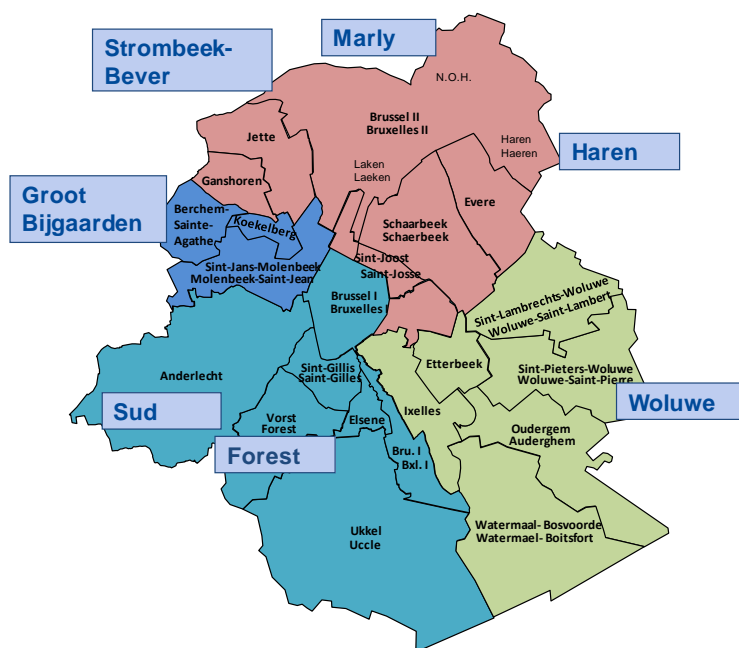 Marly
Strombeek-
Bever
N.O.H.
Brussel II
Bruxelles II
Jette
Haren
Haeren
Haren
Laken
Laeken
Ganshoren
Groot
Bijgaarden
Evere
Berchem-
Sainte-
Agathe
Koekelberg
Schaarbeek
Schaerbeek
Sint-Joost
Saint-Josse
Sint-Jans-Molenbeek
Molenbeek-Saint-Jean
Sint-Lambrechts-Woluwe
Woluwe-Saint-Lambert
Brussel I
Bruxelles I
Etterbeek
Sint-Gillis
Saint-Gilles
Anderlecht
Sint-Pieters-Woluwe
Woluwe-Saint-Pierre
Sud
Vorst
Forest
Elsene
Ixelles
Woluwe
Oudergem
Auderghem
Forest
Bru. I
Bxl. I
Watermaal-Bosvoorde
Watermael-Boitsfort
Ukkel
Uccle